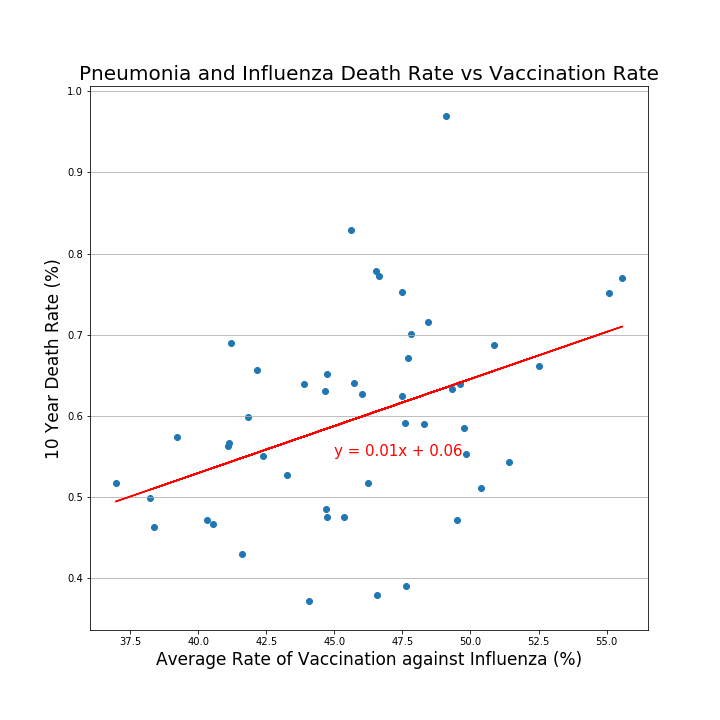 Pneumonia and Influenza Death Rate vs Vaccination Rate
1.0
0.9
0.8
0.7
0.6
0.5
0.4
10 Year Death Rate (%)
y = 0.01x + 0.06
37.5 40.0 42.5 45.0 47.5 50.0 52.5 55.0
Average Rate of Vaccination against Influenza (%)